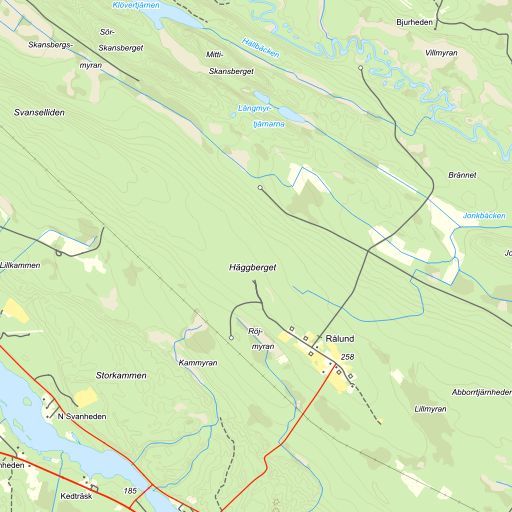 Klövertjärnen
Bjurheden
Sör-
Skansberget
Skansbergs-
myran
Hällbäcken
Mitti-
Skansberget
Villmyran
Svanselliden
Långmyr-
tjärnarna
Brännet
Jonkbäcken
Lillkammen
Häggberget
Röj-
myran
Rålund
258
Kammyran
Storkammen
Abborrtjärnheden
Lillmyran
N Svanheden
nheden
Kedträsk
185